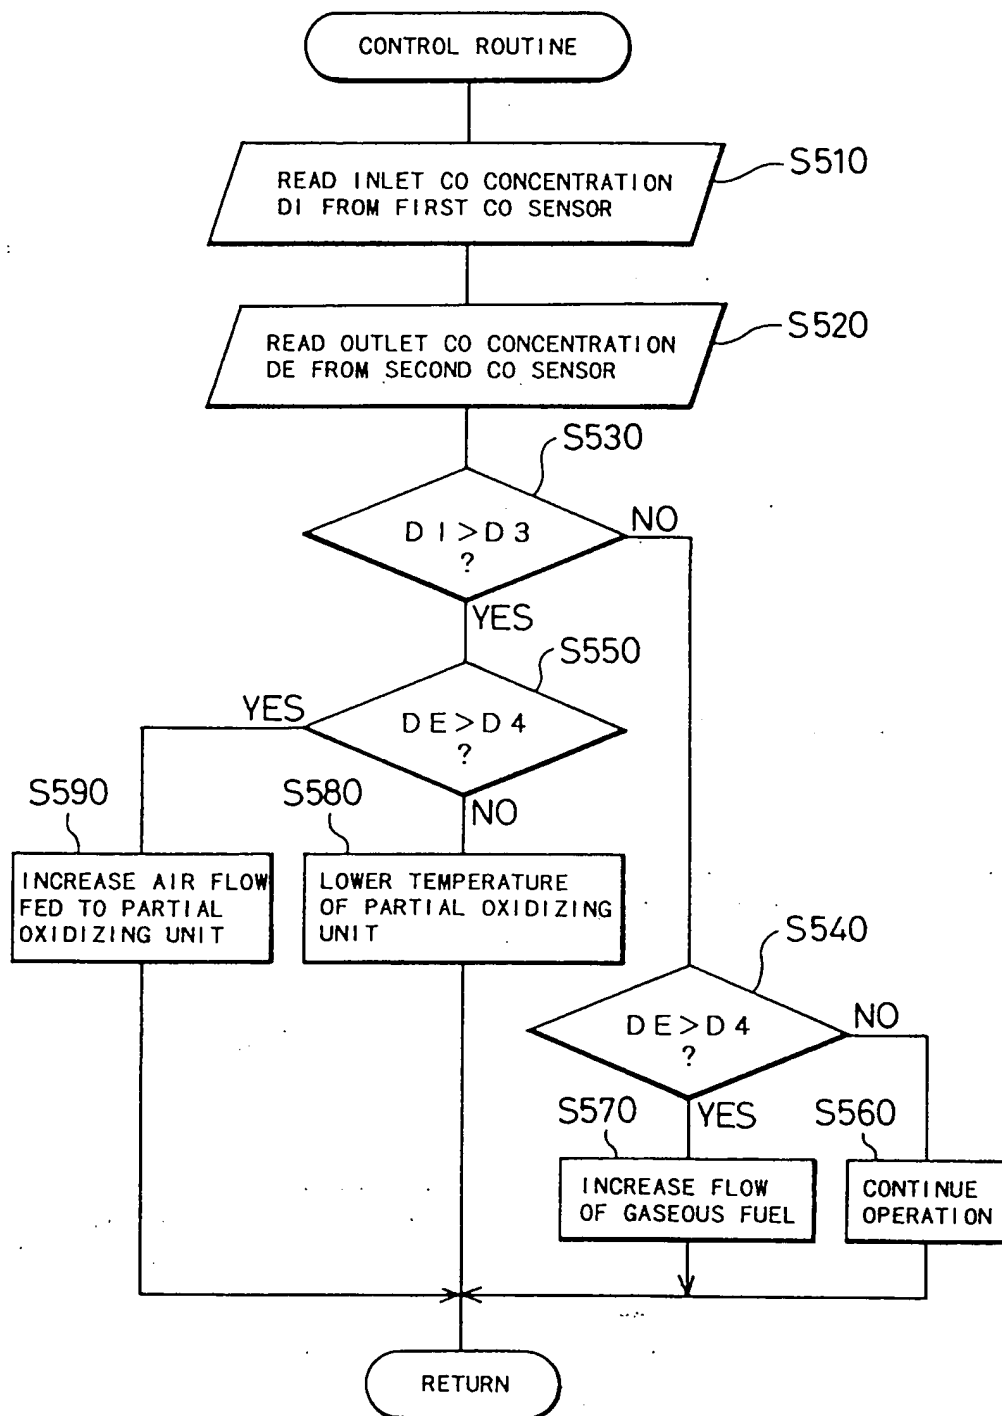 CONTROL ROUTINE
S510
READ INLET CO CONCENTRATION
DI FROM FIRST CO SENSOR
S520
READ OUTLET CO CONCENTRATION
DE FROM SECOND CO SENSOR
S530
DI>D3
?
NO
YES
S550
YES
DE>D4
?
NO
S590
S580
INCREASE AIR FLOW
FED TO PARTIAL
OXIDIZING UNIT
LOWER TEMPERATURE
OF PARTIAL OXIDIZING
UNIT
S540
DE>D4
?
NO
YES
S570
S560
INCREASE FLOW
OF GASEOUS FUEL
CONTINUE
OPERATION
RETURN